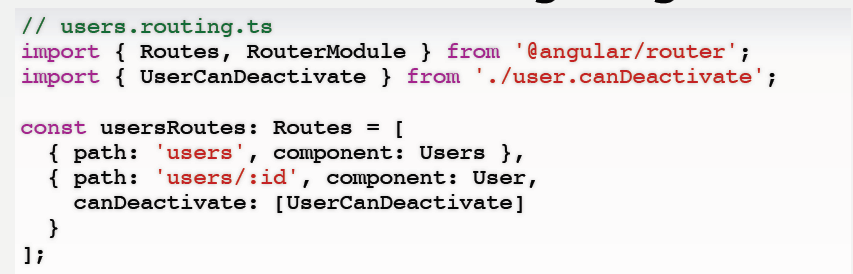 // users.routing.ts
import { Routes, RouterModule } from '@angular/router';
import { UserCanDeactivate } from './user.canDeactivate';
const usersRoutes: Routes = [
{ path: 'users', component: Users },
{ path: 'users/:id', component: User,
canDeactivate: [UserCanDeactivate]
}
];